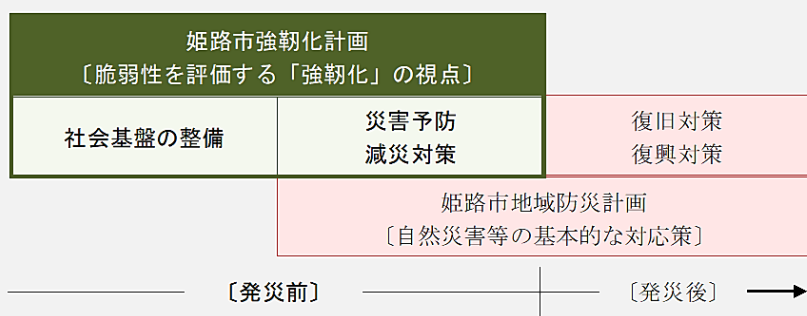 姫路市強靭化計画
〔脆弱性を評価する「強靭化」の視点〕
社会基盤の整備
災害予防
減災対策
復旧対策
復興対策
姫路市地域防災計画
〔自然災害等の基本的な対応策〕
〔発災前〕
〔発災後〕